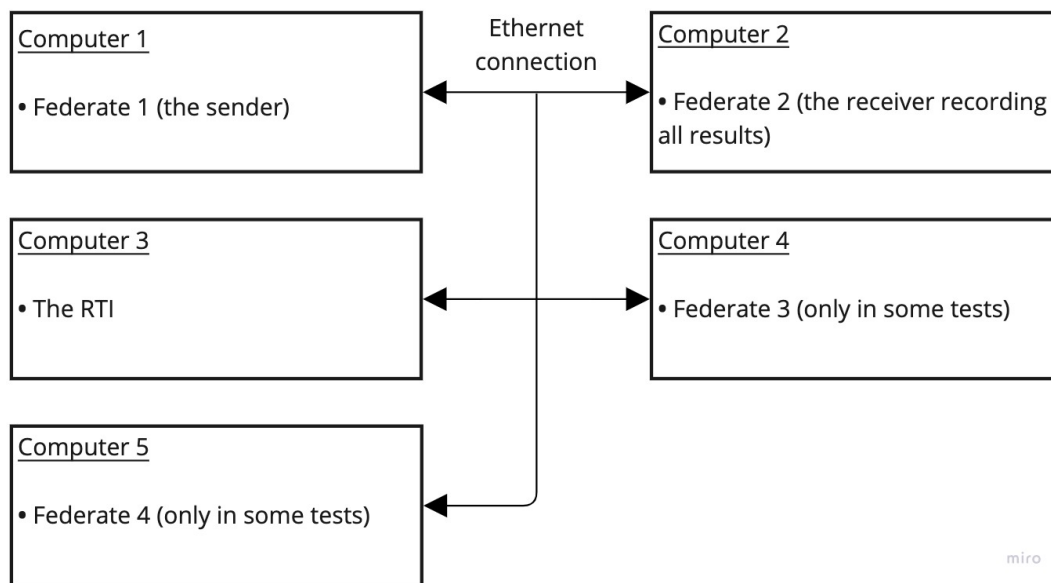 Computer 1
• Federate 1 (the sender)
Ethernet
connection
Computer 2
• Federate 2 (the receiver recording
all results)
Computer 3
• The RTI
Computer 4
• Federate 3 (only in some tests)
Computer 5
• Federate 4 (only in some tests)
miro